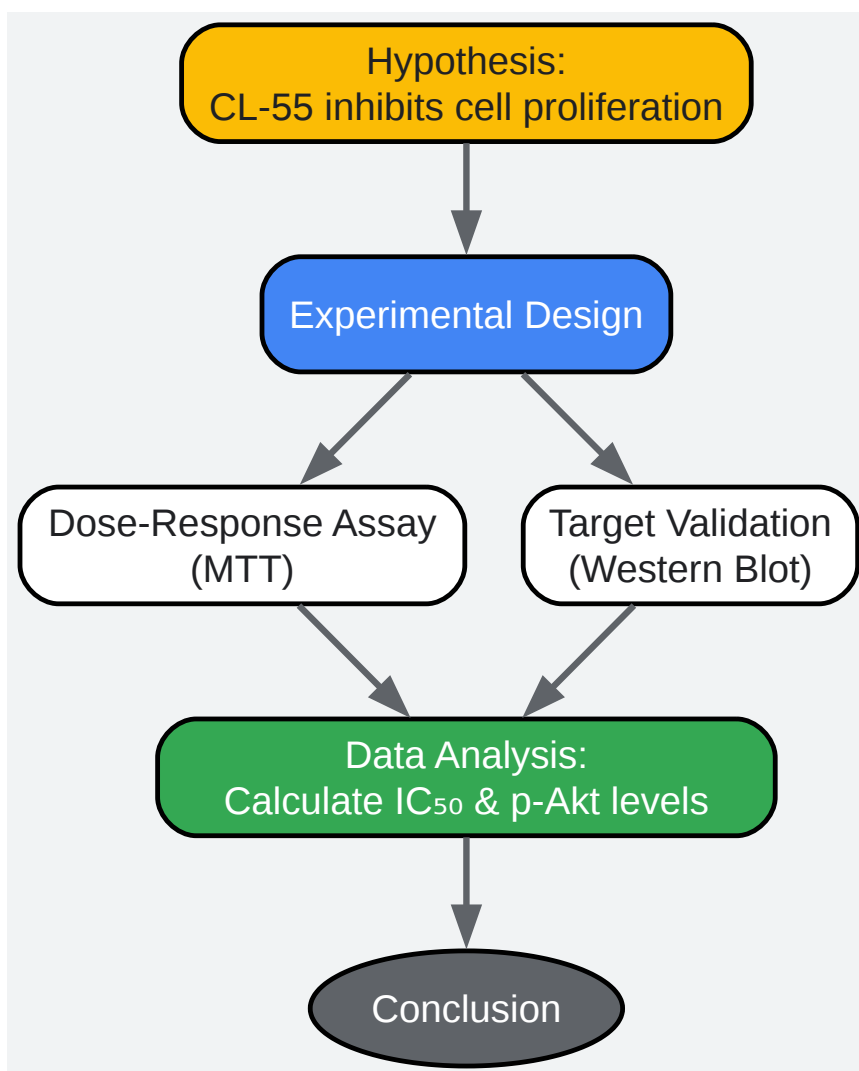 Hypothesis:
CL-55 inhibits cell proliferation
Experimental Design
Dose-Response Assay
(MTT)
Target Validation
(Western Blot)
Data Analysis:
Calculate IC₅₀ & p-Akt levels
Conclusion